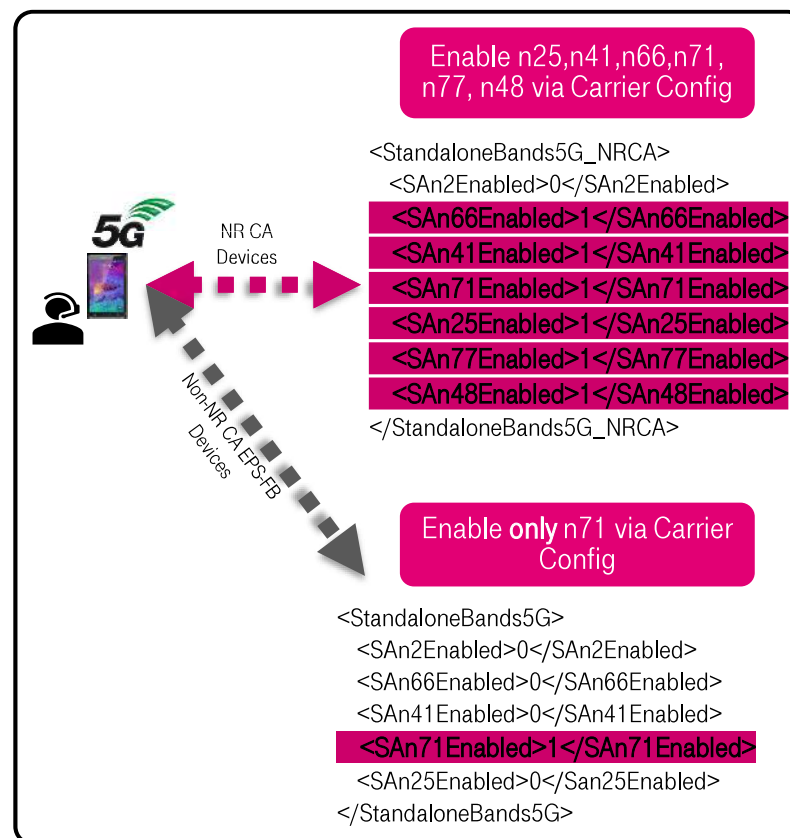 Enable n25,n41,n66,n71,
n77, n48 via Carrier Config
<StandaloneBands5G_NRCA>
<SAn2Enabled>0</SAn2Enabled>
<SAn66Enabled>1</SAn66Enabled>
<SAn41Enabled>1</SAn41Enabled>
<SAn71Enabled>1</SAn71Enabled>
<SAn25Enabled>1</SAn25Enabled>
<SAn77Enabled>1</SAn77Enabled>
<SAn48Enabled>1</SAn48Enabled>
</StandaloneBands5G_NRCA>
5G
NR CA
Devices
Non-NR CA EPS-FB
Devices
Enable only n71 via Carrier
Config
<StandaloneBands5G>
<SAn2Enabled>0</SAn2Enabled>
<SAn66Enabled>0</SAn66Enabled>
<SAn41Enabled>0</SAn41Enabled>
<SAn71Enabled>1</SAn71Enabled>
<SAn25Enabled>0</San25Enabled>
</StandaloneBands5G>